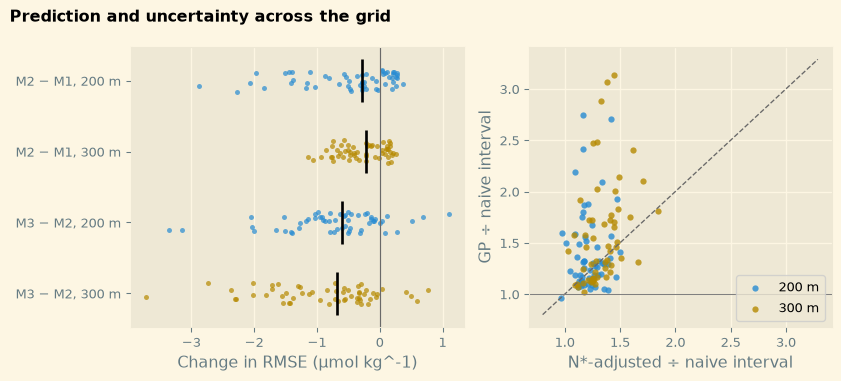 Prediction and uncertainty across the grid
M2 − M1, 200 m
M2 − M1, 300 m
M3 − M2, 200 m
M3 − M2, 300 m
−3 −2 −1 0 1
Change in RMSE (μmol kg^-1)
GP ÷ naive interval
3.0
2.5
2.0
1.5
1.0
200 m
300 m
1.0 1.5 2.0 2.5 3.0
N*-adjusted ÷ naive interval